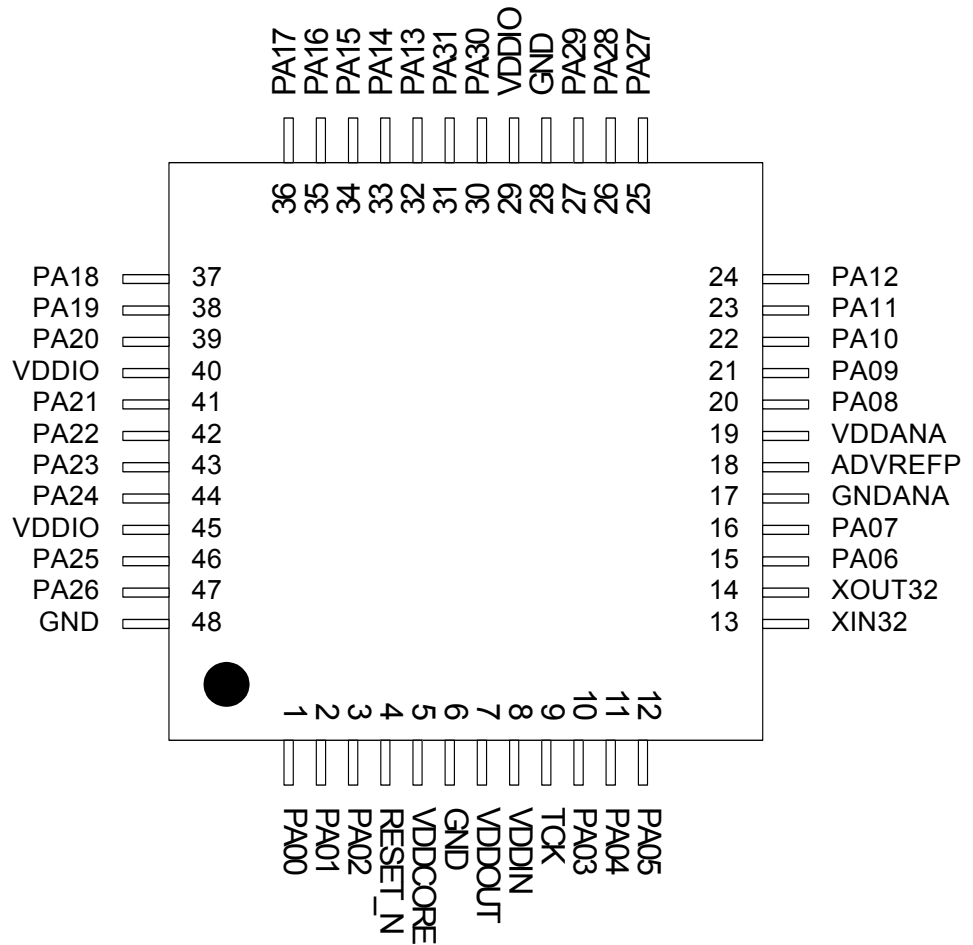 PA17 PA16 PA15 PA14 PA13 PA31 PA30 VDDIO GND PA29 PA28 PA27
36 35 34 33 32 31 30 29 28 27 26 25
PA18 37 24 PA12
PA19 38 23 PA11
PA20 39 22 PA10
VDDIO 40 21 PA09
PA21 41 20 PA08
PA22 42 19 VDDANA
PA23 43 18 ADVREFP
PA24 44 17 GNDANA
VDDIO 45 16 PA07
PA25 46 15 PA06
PA26 47 14 XOUT32
GND 48 13 XIN32
1 2 3 4 5 6 7 8 9 10 11 12
PA00 PA01 PA02 RESET_N VDDCORE GND VDDOUT VDDIN TCK PA03 PA04 PA05